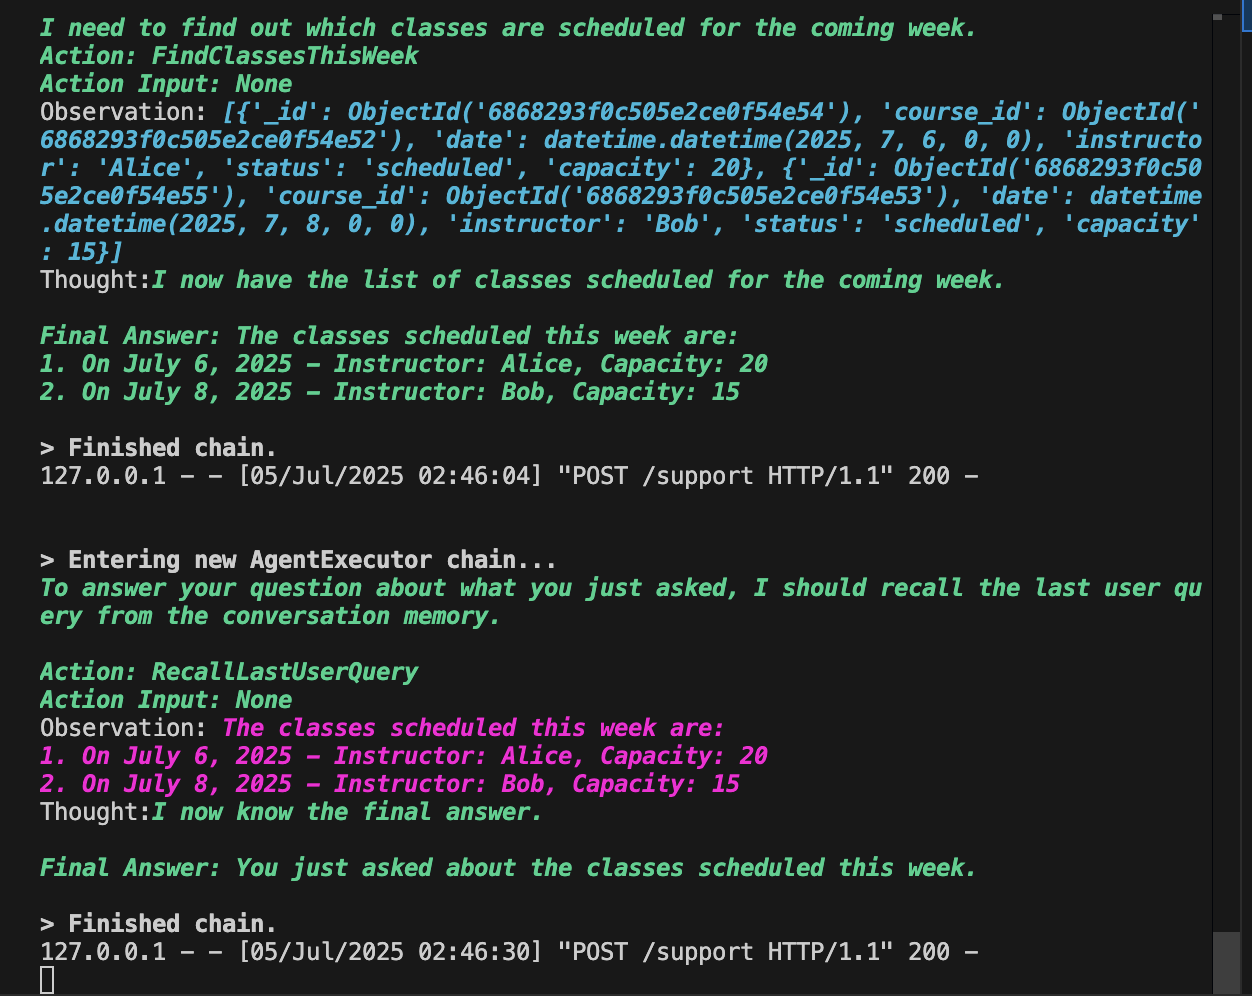 I need to find out which classes are scheduled for the coming week.
Action: FindClassesThisWeek
Action Input: None
Observation: [{'_id': ObjectId('6868293f0c505e2ce0f54e54'), 'course_id': ObjectId('
6868293f0c505e2ce0f54e52'), 'date': datetime.datetime(2025, 7, 6, 0, 0), 'instructo
r': 'Alice', 'status': 'scheduled', 'capacity': 20}, {'_id': ObjectId('6868293f0c50
5e2ce0f54e55'), 'course_id': ObjectId('6868293f0c505e2ce0f54e53'), 'date': datetime
.datetime(2025, 7, 8, 0, 0), 'instructor': 'Bob', 'status': 'scheduled', 'capacity'
: 15}]
Thought:I now have the list of classes scheduled for the coming week.
Final Answer: The classes scheduled this week are:
1. On July 6, 2025 – Instructor: Alice, Capacity: 20
2. On July 8, 2025 – Instructor: Bob, Capacity: 15
> Finished chain.
127.0.0.1 - - [05/Jul/2025 02:46:04] "POST /support HTTP/1.1" 200 -
> Entering new AgentExecutor chain...
To answer your question about what you just asked, I should recall the last user qu
ery from the conversation memory.
Action: RecallLastUserQuery
Action Input: None
Observation: The classes scheduled this week are:
1. On July 6, 2025 – Instructor: Alice, Capacity: 20
2. On July 8, 2025 – Instructor: Bob, Capacity: 15
Thought:I now know the final answer.
Final Answer: You just asked about the classes scheduled this week.
> Finished chain.
127.0.0.1 - - [05/Jul/2025 02:46:30] "POST /support HTTP/1.1" 200 -